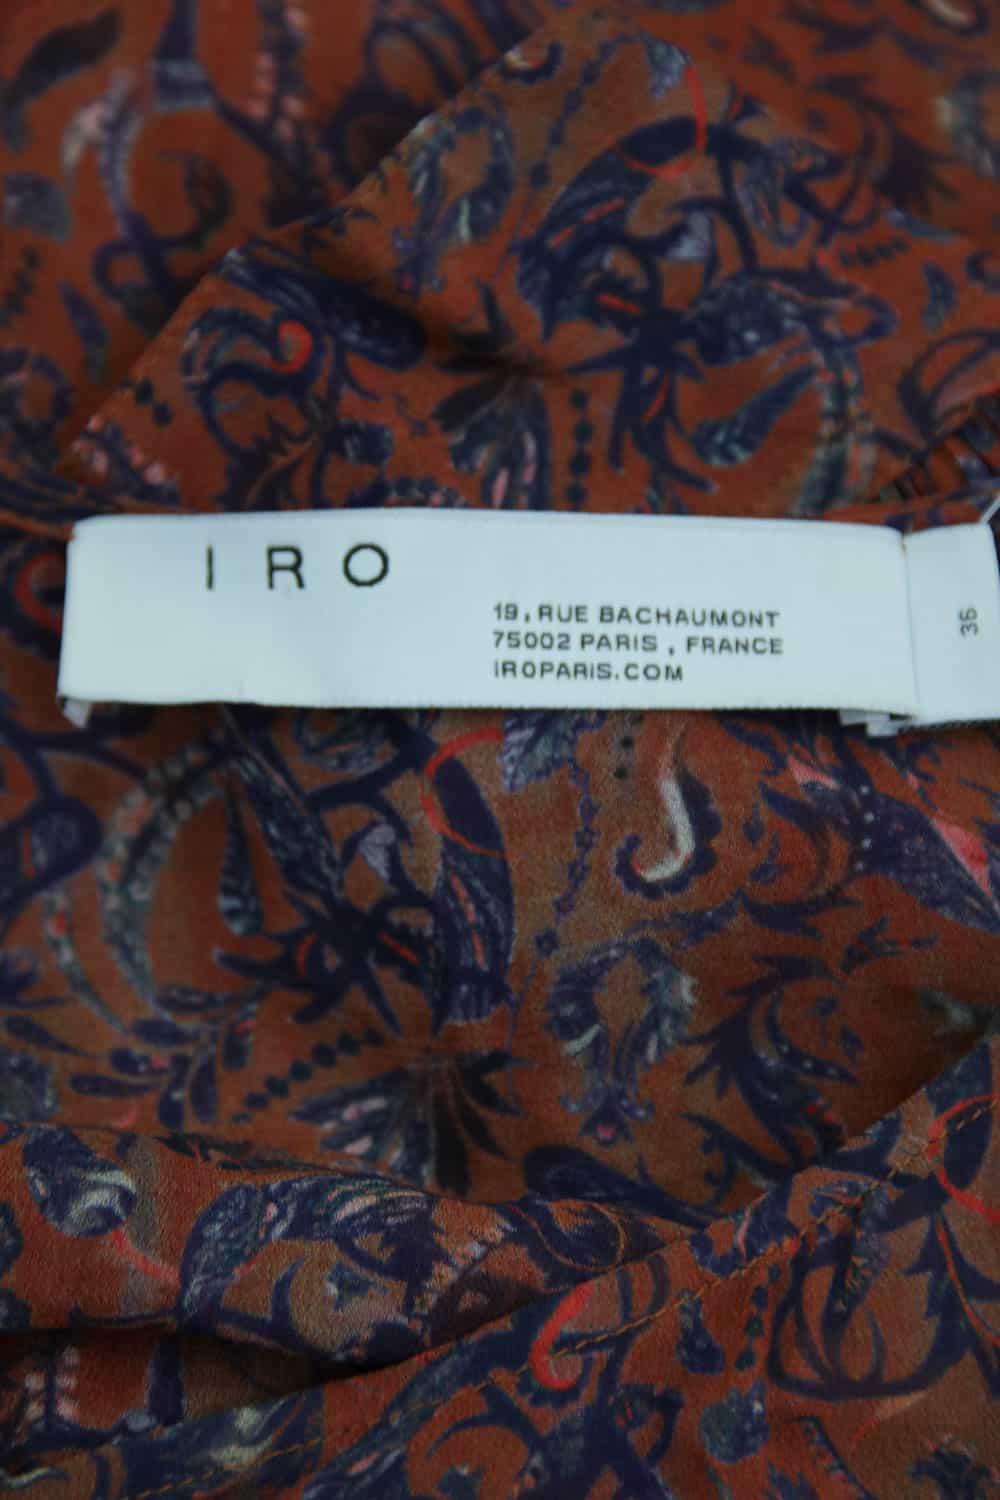 IRO
19, RUE BACHAUMONT
75002 PARIS , FRANCE
IROPARIS.COM
36